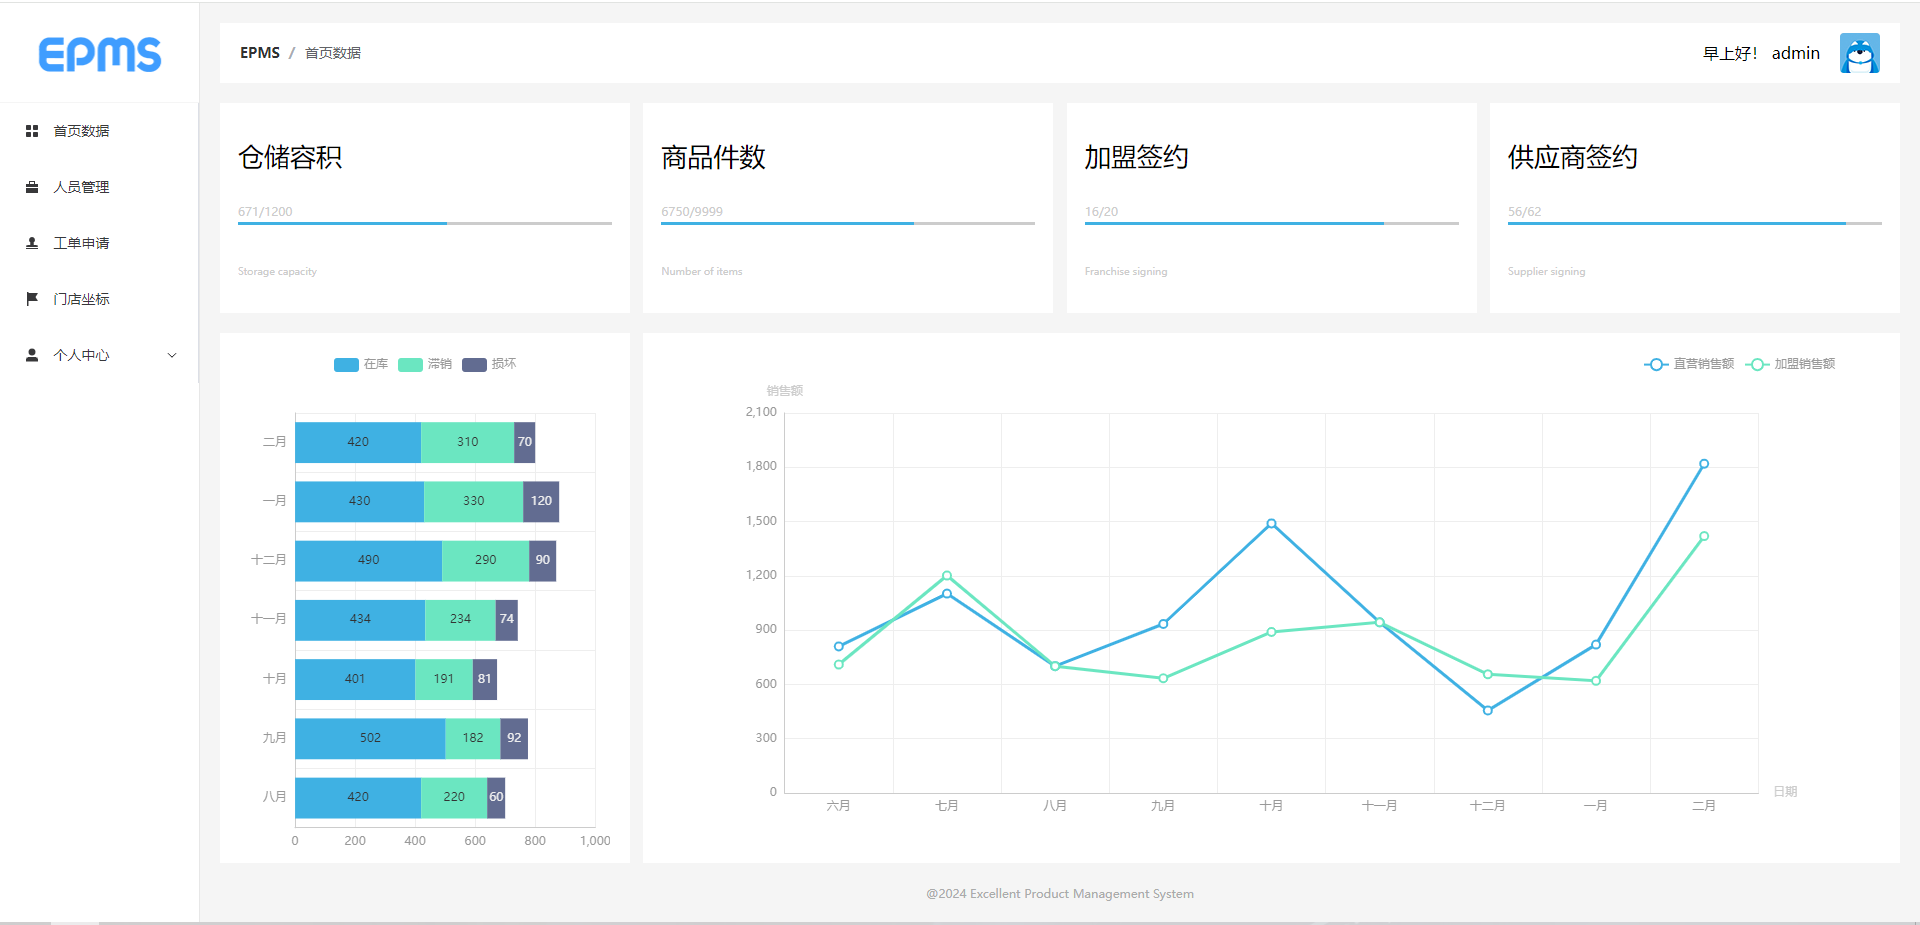 EPMS
首页数据
人员管理
工单申请
门店坐标
个人中心
EPMS / 首页数据
早上好！ admin
仓储容积
671/1200
Storage capacity
商品件数
6750/9999
Number of items
加盟签约
16/20
Franchise signing
供应商签约
56/62
Supplier signing
在库 滞销 损坏
二月 420 310 70
一月 430 330 120
十二月 490 290 90
十一月 434 234 74
十月 401 191 81
九月 502 182 92
八月 420 220 60
0 200 400 600 800 1,000
直营销售额 加盟销售额
销售额
2,100
1,800
1,500
1,200
900
600
300
0
六月 七月 八月 九月 十月 十一月 十二月 一月 二月
日期
@2024 Excellent Product Management System